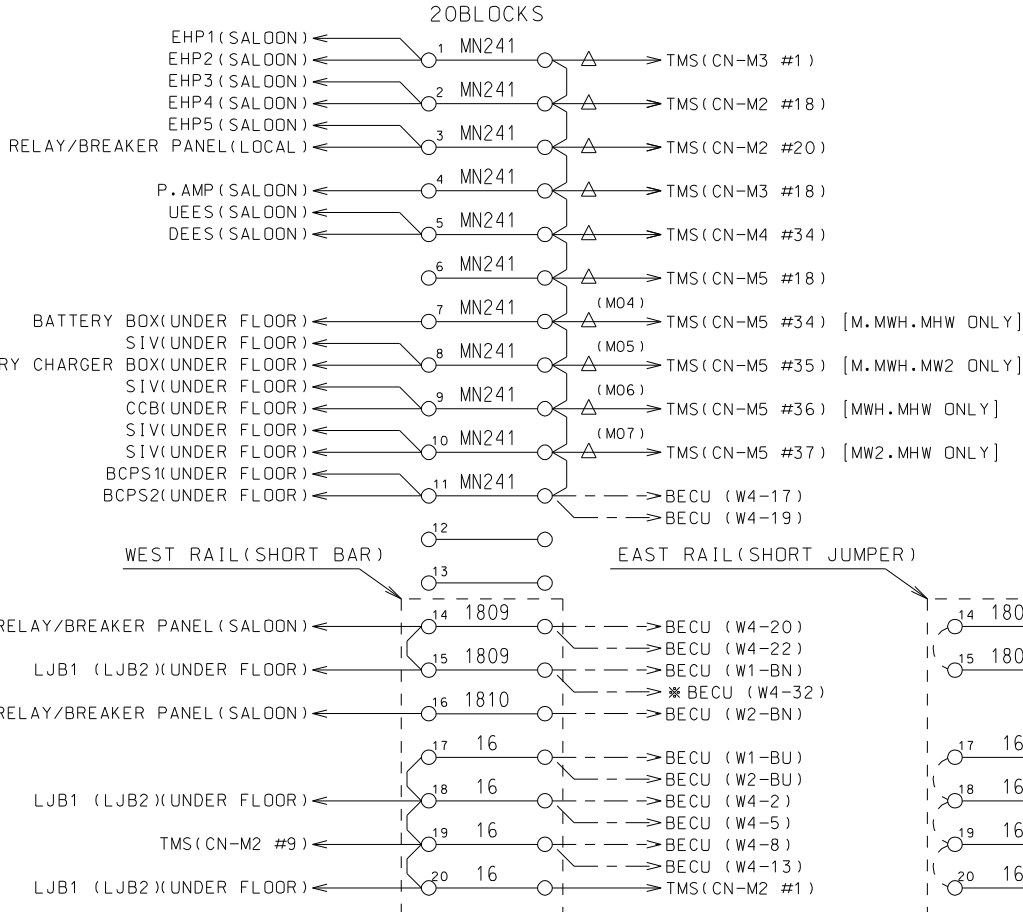 20BLOCKS
EHP1(SALOON)
EHP2(SALOON) 1 MN241 TMS(CN-M3 #1)
EHP3(SALOON)
EHP4(SALOON) 2 MN241 TMS(CN-M2 #18)
EHP5(SALOON)
RELAY/BREAKER PANEL(LOCAL) 3 MN241 TMS(CN-M2 #20)
P.AMP(SALOON) 4 MN241 TMS(CN-M3 #18)
UEES(SALOON)
DEES(SALOON) 5 MN241 TMS(CN-M4 #34)
6 MN241 TMS(CN-M5 #18)
(M04)
BATTERY BOX(UNDER FLOOR) 7 MN241 TMS(CN-M5 #34) [M.MWH.MHW ONLY]
SIV(UNDER FLOOR) (M05)
RY CHARGER BOX(UNDER FLOOR) 8 MN241 TMS(CN-M5 #35) [M.MWH.MW2 ONLY]
SIV(UNDER FLOOR) (M06)
CCB(UNDER FLOOR) 9 MN241 TMS(CN-M5 #36) [MWH.MHW ONLY]
SIV(UNDER FLOOR) (M07)
SIV(UNDER FLOOR) 10 MN241 TMS(CN-M5 #37) [MW2.MHW ONLY]
BCPS1(UNDER FLOOR)
BCPS2(UNDER FLOOR) 11 MN241 BECU (W4-17)
BECU (W4-19)
12
WEST RAIL(SHORT BAR) EAST RAIL(SHORT JUMPER)
13
RELAY/BREAKER PANEL(SALOON) 14 1809 BECU (W4-20) 14 180
BECU (W4-22)
LJB1 (LJB2)(UNDER FLOOR) 15 1809 BECU (W1-BN) 15 180
※ BECU (W4-32)
RELAY/BREAKER PANEL(SALOON) 16 1810 BECU (W2-BN)
17 16 BECU (W1-BU) 17 16
BECU (W2-BU)
LJB1 (LJB2)(UNDER FLOOR) 18 16 BECU (W4-2) 18 16
BECU (W4-5)
TMS(CN-M2 #9) 19 16 BECU (W4-8) 19 16
BECU (W4-13)
LJB1 (LJB2)(UNDER FLOOR) 20 16 TMS(CN-M2 #1) 20 16